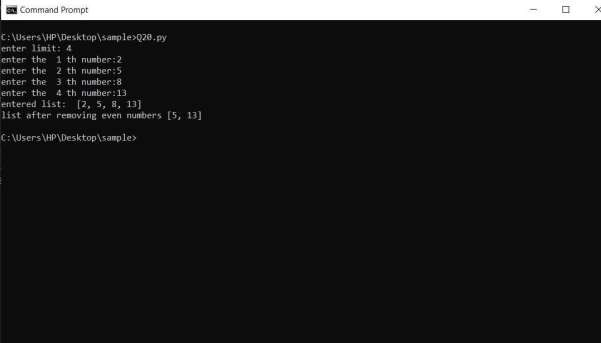 Command Prompt
C:\Users\HP\Desktop\sample>Q20.py
enter limit: 4
enter the  1 th number:2
enter the  2 th number:5
enter the  3 th number:8
enter the  4 th number:13
entered list:  [2, 5, 8, 13]
list after removing even numbers [5, 13]
C:\Users\HP\Desktop\sample>